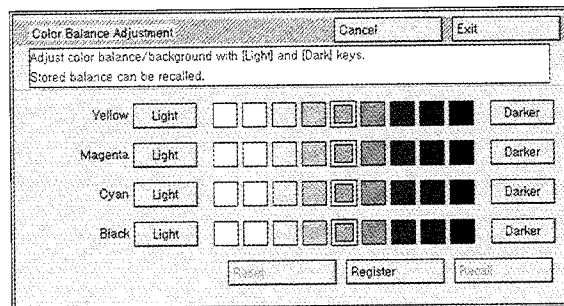 Color Balance Adjustment Cancel Exit
Adjust color balance/background with [Light] and [Dark] keys.
Stored balance can be recalled.
Yellow Light Darker
Magenta Light Darker
Cyan Light Darker
Black Light Darker
Reset Register Recall